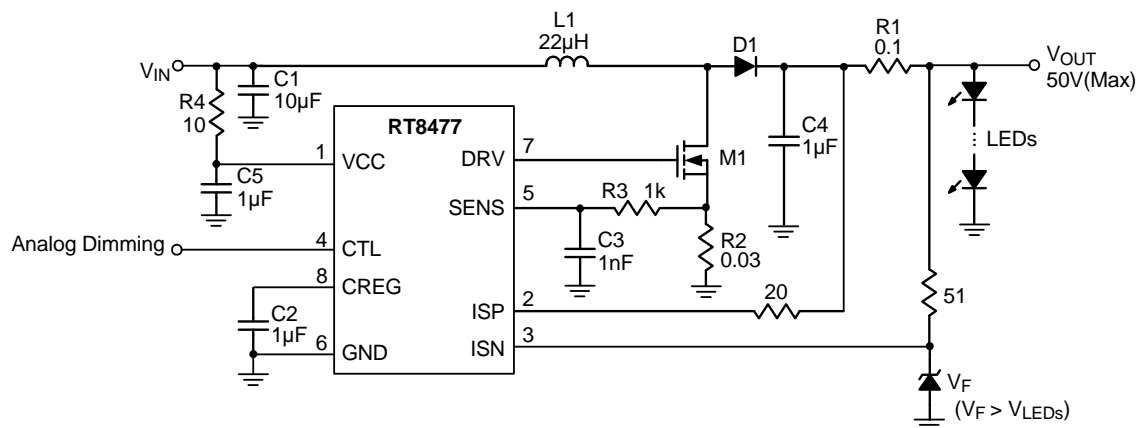 L1
22µH
D1
R1
0.1
VIN
VOUT
50V(Max)
C1
10µF
R4
10
RT8477
C4
1µF
LEDs
1
VCC
DRV
7
M1
C5
1µF
SENS
5
R3 1k
Analog Dimming
4
CTL
C3
1nF
R2
0.03
8
CREG
C2
1µF
ISP
2
20
51
6
GND
ISN
3
VF
(VF > VLEDs)